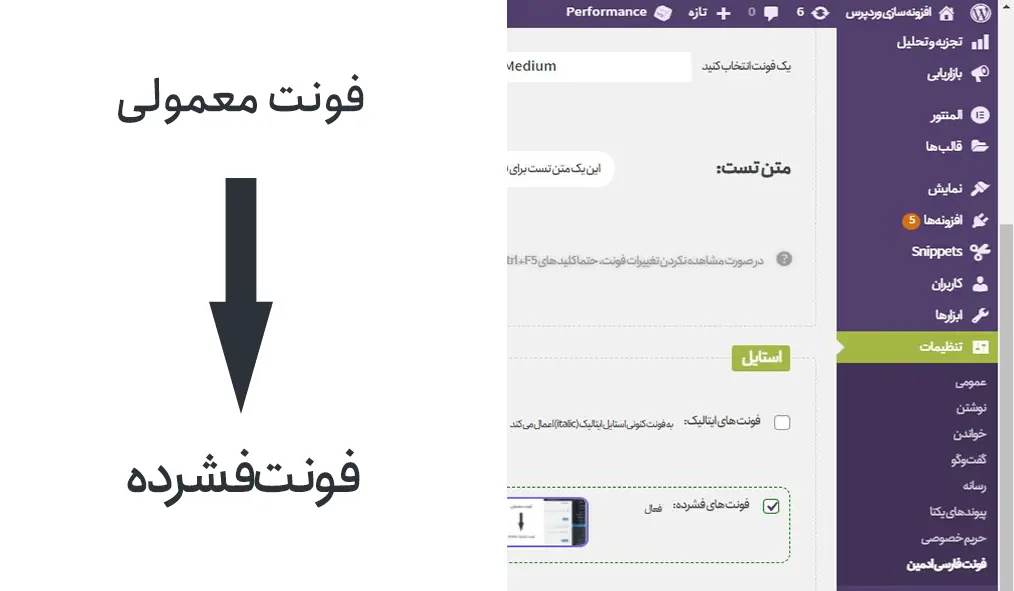 افزونه‌سازی وردپرس
6
0
تازه
Performance
تجزیه و تحلیل
بازاریابی
المنتور
قالب‌ها
نمایش
افزونه‌ها 5
Snippets
کاربران
ابزارها
تنظیمات
عمومی
نوشتن
خواندن
گفت‌وگو
رسانه
پیوندهای یکتا
حریم خصوصی
فونت فارسی ادمین
یک فونت انتخاب کنید
Medium
متن تست:
این یک متن تست برای
در صورت مشاهده نکردن تغییرات فونت، حتما کلیدهای trl+F5
استایل
فونت‌های ایتالیک:
به فونت کنونی استایل ایتالیک (italic) اعمال می‌کند
فونت‌های فشرده:
فعال
فونت معمولی
فونت‌فشرده